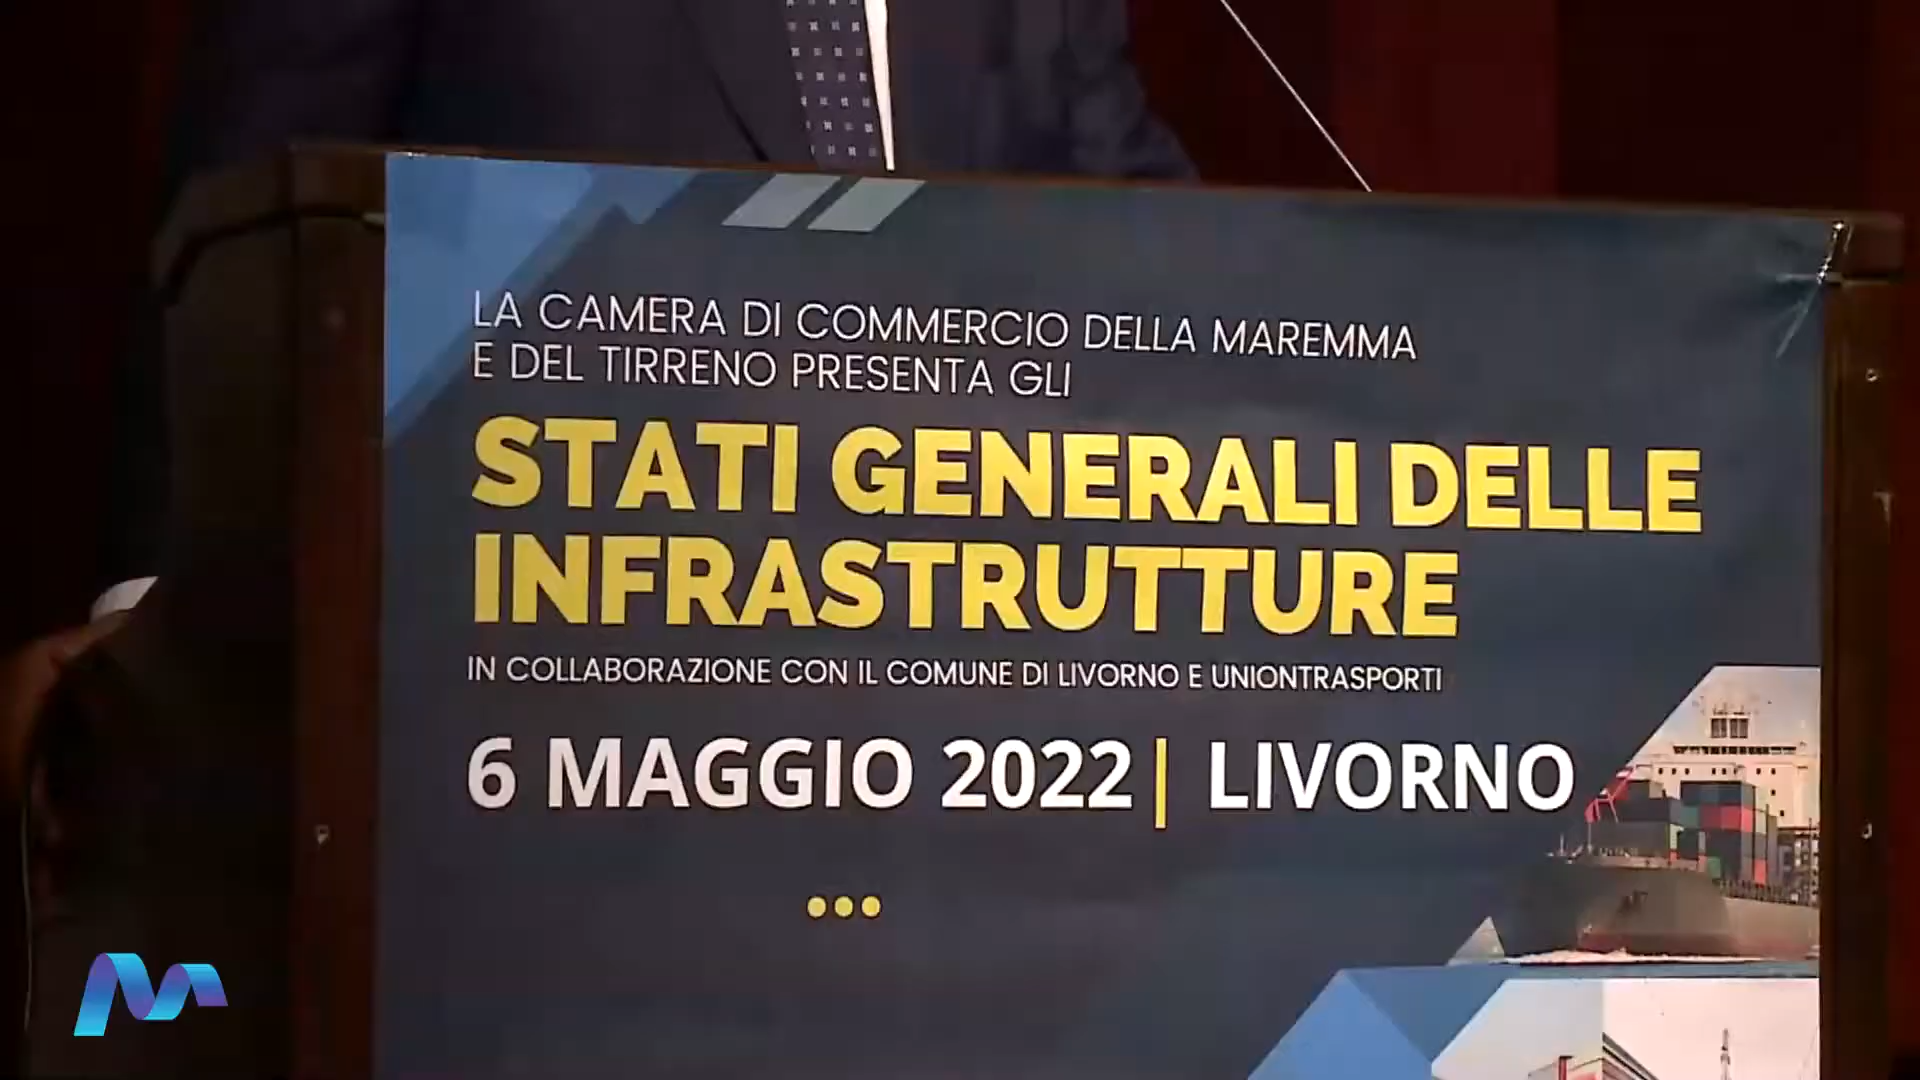 LA CAMERA DI COMMERCIO DELLA MAREMMA
E DEL TIRRENO PRESENTA GLI
STATI GENERALI DELLE
INFRASTRUTTURE
IN COLLABORAZIONE CON IL COMUNE DI LIVORNO E UNIONTRASPORTI
6 MAGGIO 2022 | LIVORNO